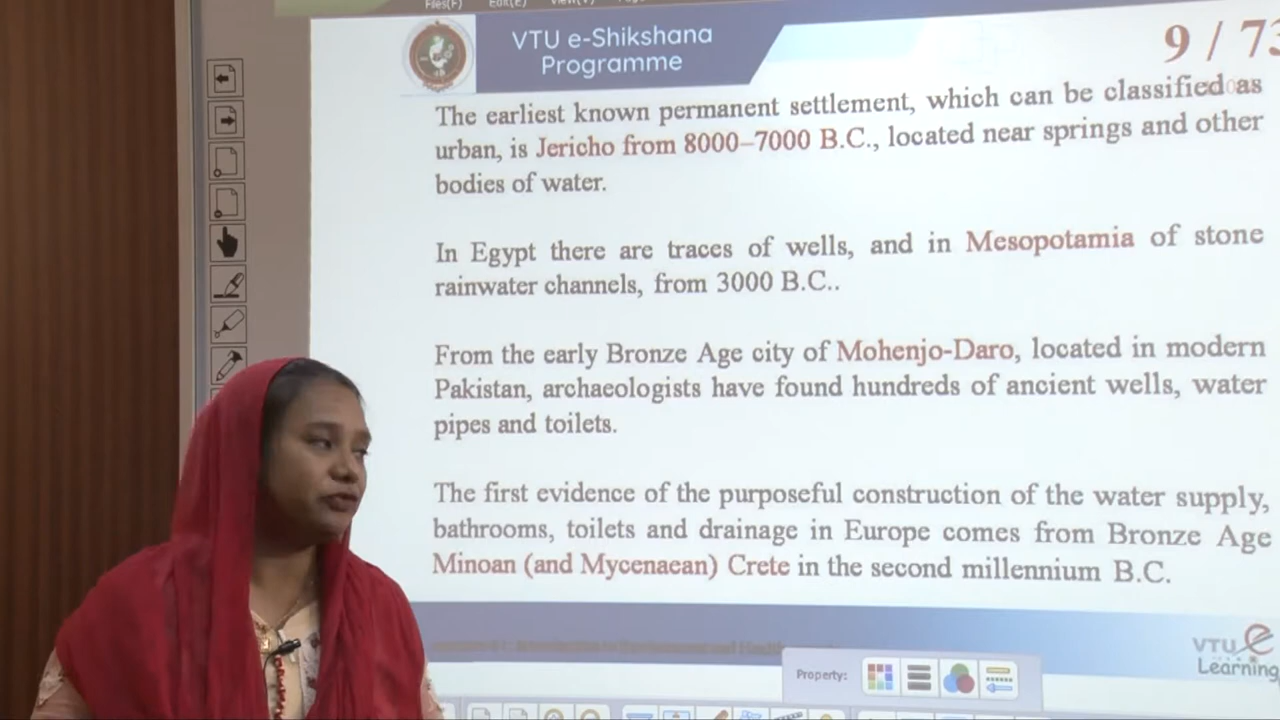 Files(F) Edit(E) View(V)
VTU e-Shikshana
Programme
9 / 73
The earliest known permanent settlement, which can be classified as
urban, is Jericho from 8000–7000 B.C., located near springs and other
bodies of water.
In Egypt there are traces of wells, and in Mesopotamia of stone
rainwater channels, from 3000 B.C..
From the early Bronze Age city of Mohenjo-Daro, located in modern
Pakistan, archaeologists have found hundreds of ancient wells, water
pipes and toilets.
The first evidence of the purposeful construction of the water supply,
bathrooms, toilets and drainage in Europe comes from Bronze Age
Minoan (and Mycenaean) Crete in the second millennium B.C.
VTU e
Learning
Property: